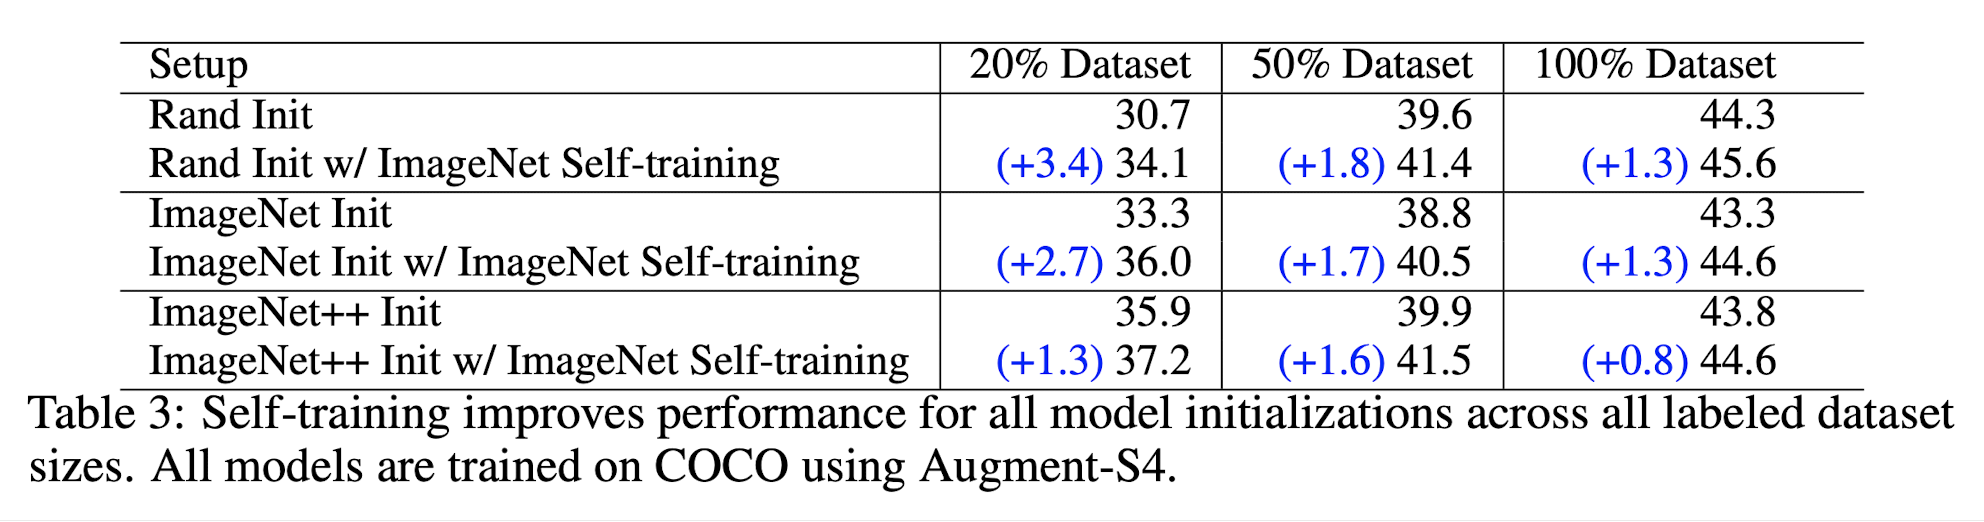 Setup 20% Dataset 50% Dataset 100% Dataset
Rand Init 30.7 39.6 44.3
Rand Init w/ ImageNet Self-training (+3.4) 34.1 (+1.8) 41.4 (+1.3) 45.6
ImageNet Init 33.3 38.8 43.3
ImageNet Init w/ ImageNet Self-training (+2.7) 36.0 (+1.7) 40.5 (+1.3) 44.6
ImageNet++ Init 35.9 39.9 43.8
ImageNet++ Init w/ ImageNet Self-training (+1.3) 37.2 (+1.6) 41.5 (+0.8) 44.6
Table 3: Self-training improves performance for all model initializations across all labeled dataset
sizes. All models are trained on COCO using Augment-S4.